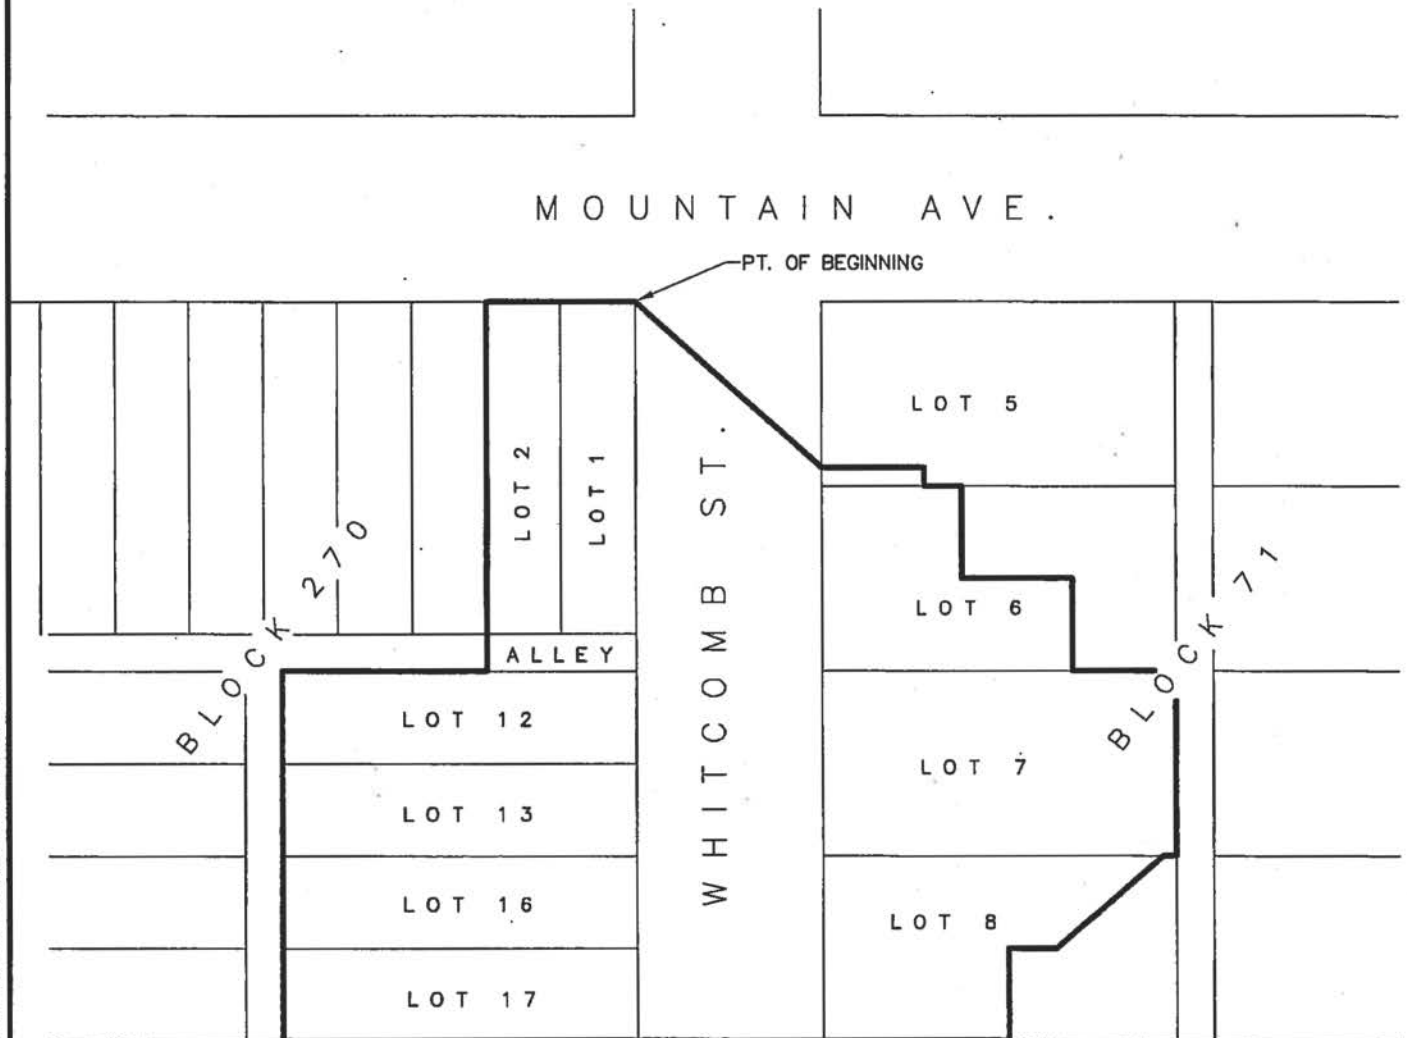 MOUNTAIN AVE.
PT. OF BEGINNING
LOT 5
LOT 2
LOT 1
WHITCOMB ST.
BLOCK 270
BLOCK 71
LOT 6
ALLEY
LOT 12
LOT 7
LOT 13
LOT 16
LOT 8
LOT 17